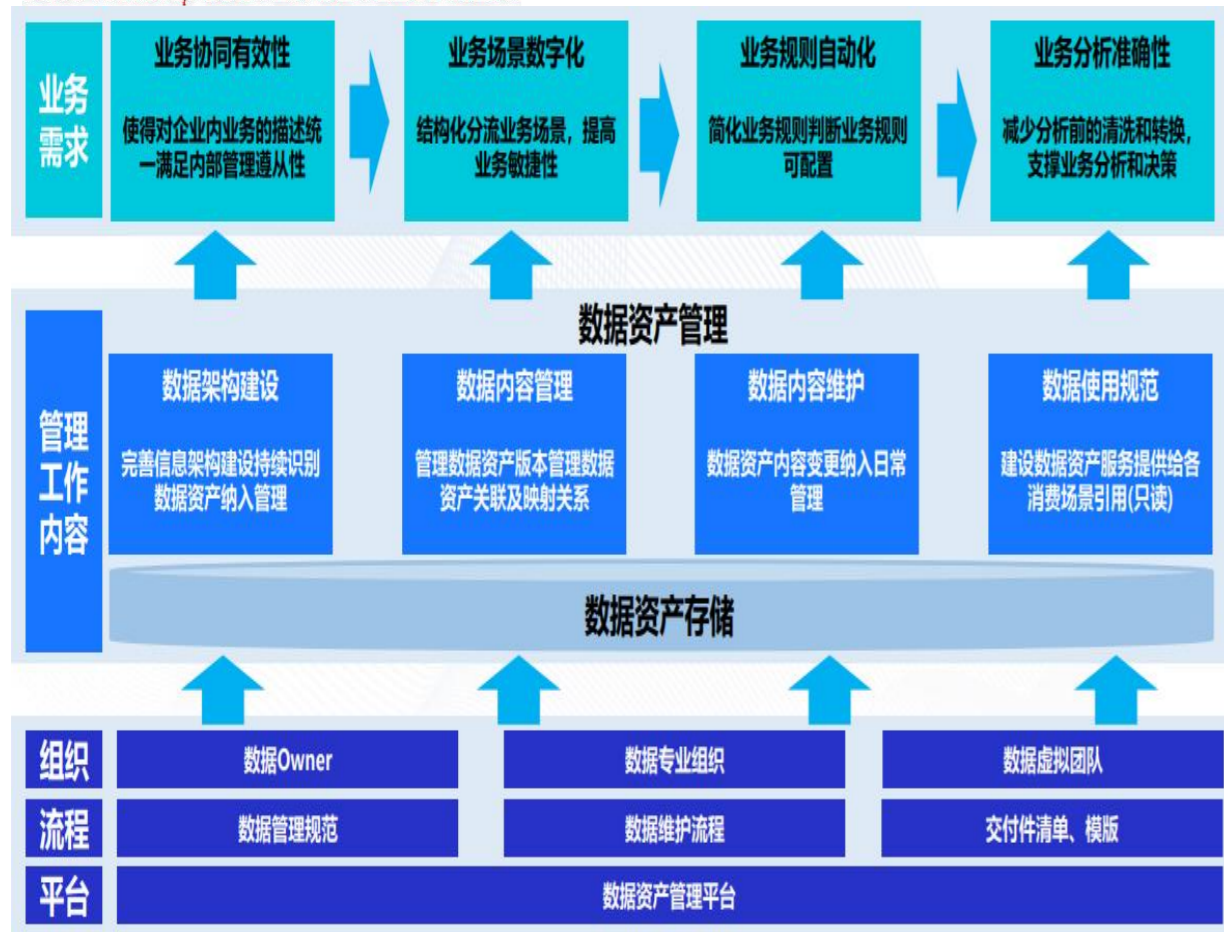 业务
需求
业务协同有效性
使得对企业内业务的描述统
一满足内部管理遵从性
业务场景数字化
结构化分流业务场景，提高
业务敏捷性
业务规则自动化
简化业务规则判断业务规则
可配置
业务分析准确性
减少分析前的清洗和转换，
支撑业务分析和决策
管理
工作
内容
数据资产管理
数据架构建设
完善信息架构建设持续识别
数据资产纳入管理
数据内容管理
管理数据资产版本管理数据
资产关联及映射关系
数据内容维护
数据资产内容变更纳入日常
管理
数据使用规范
建设数据资产服务提供给各
消费场景引用(只读)
数据资产存储
组织
数据Owner
数据专业组织
数据虚拟团队
流程
数据管理规范
数据维护流程
交付件清单、模版
平台
数据资产管理平台